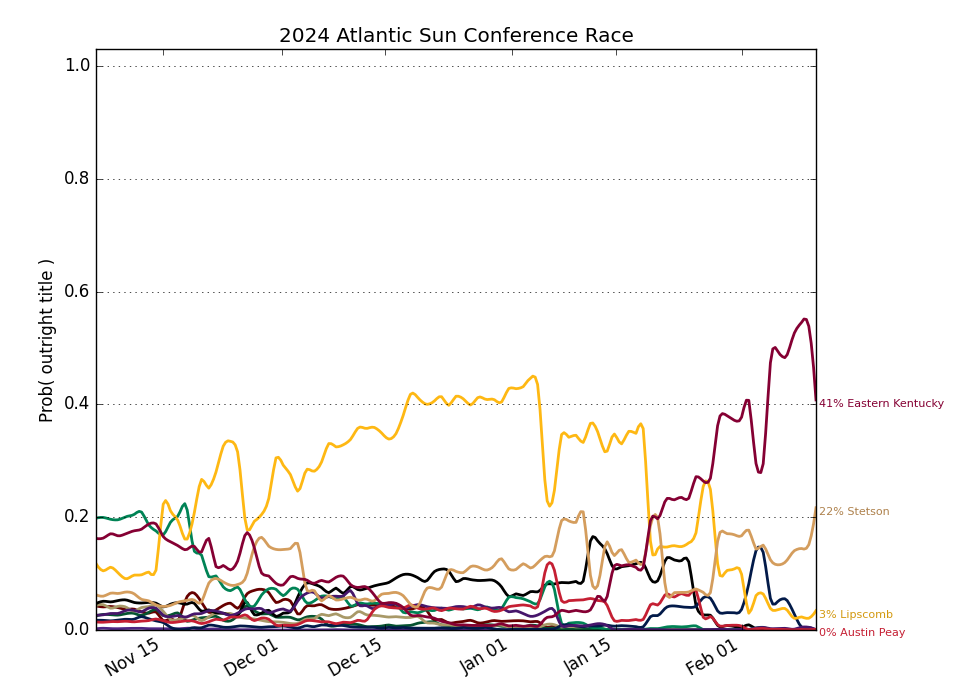 2024 Atlantic Sun Conference Race
Prob( outright title )
1.0
0.8
0.6
0.4
0.2
0.0
Nov 15
Dec 01
Dec 15
Jan 01
Jan 15
Feb 01
41% Eastern Kentucky
22% Stetson
3% Lipscomb
0% Austin Peay